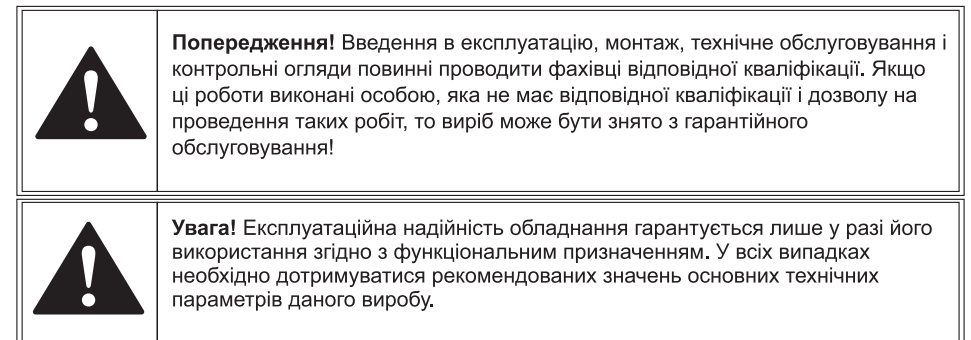 Попередження! Введення в експлуатацію, монтаж, технічне обслуговування і
контрольні огляди повинні проводити фахівці відповідної кваліфікації. Якщо
ці роботи виконані особою, яка не має відповідної кваліфікації і дозволу на
проведення таких робіт, то виріб може бути знято з гарантійного
обслуговування!
Увага! Експлуатаційна надійність обладнання гарантується лише у разі його
використання згідно з функціональним призначенням. У всіх випадках
необхідно дотримуватися рекомендованих значень основних технічних
параметрів даного виробу.